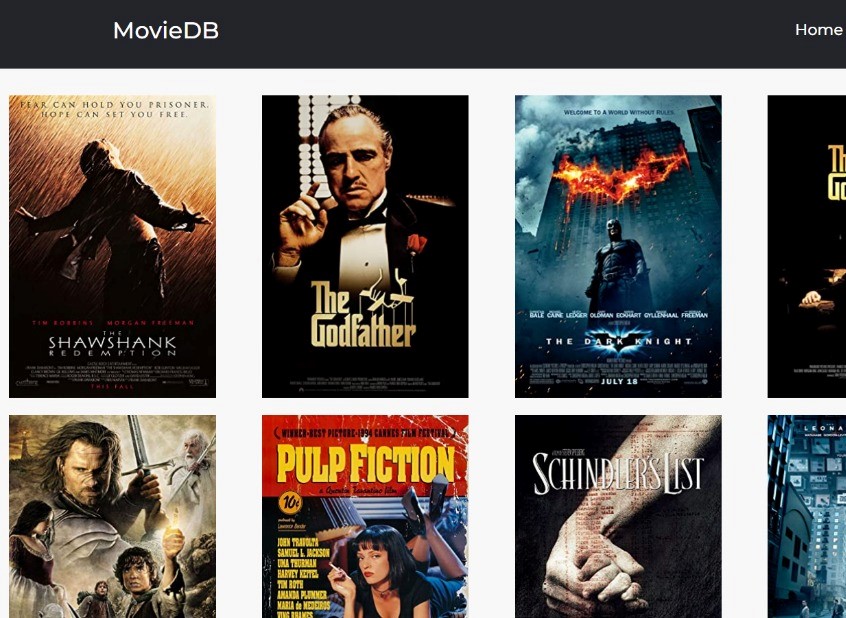 MovieDB
Home
FEAR CAN HOLD YOU PRISONER.
HOPE CAN SET YOU FREE.
TIM ROBBINS MORGAN FREEMAN
THE
SHAWSHANK
REDEMPTION
THIS FALL
The
Godfather
WELCOME TO A WORLD WITHOUT RULES.
BALE CAINE LEDGER OLDMAN ECKHART GYLLENHAAL FREEMAN
THE DARK KNIGHT
JULY 18
Th
Go
WINNER-BEST PICTURE-1994 CANNES FILM FESTIVAL
PULP FICTION
a Quentin Tarantino film
10¢
JOHN TRAVOLTA
SAMUEL L. JACKSON
UMA THURMAN
HARVEY KEITEL
TIM ROTH
AMANDA PLUMMER
MARIA de MEDEIROS
VING RHAMES
SCHINDLER'S LIST
LEONA